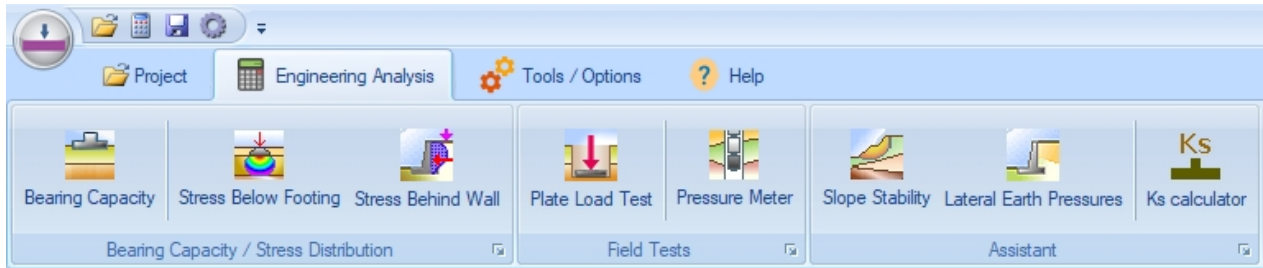 Project Engineering Analysis Tools / Options ? Help
Ks
Bearing Capacity Stress Below Footing Stress Behind Wall Plate Load Test Pressure Meter Slope Stability Lateral Earth Pressures Ks calculator
Bearing Capacity / Stress Distribution Field Tests Assistant